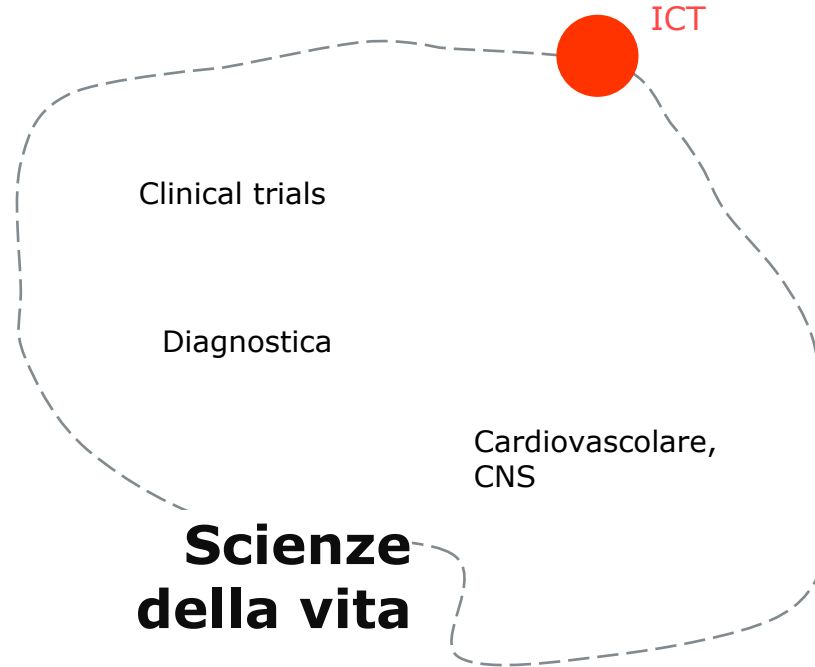 ICT
Clinical trials
Diagnostica
Cardiovascolare,
CNS
Scienze
della vita